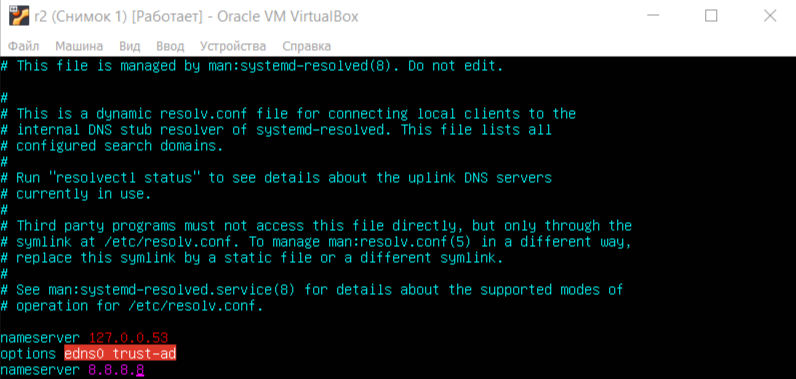 r2 (Снимок 1) [Работает] - Oracle VM VirtualBox
Файл Машина Вид Ввод Устройства Справка
# This file is managed by man:systemd-resolved(8). Do not edit.
#
# This is a dynamic resolv.conf file for connecting local clients to the
# internal DNS stub resolver of systemd-resolved. This file lists all
# configured search domains.
#
# Run "resolvectl status" to see details about the uplink DNS servers
# currently in use.
#
# Third party programs must not access this file directly, but only through the
# symlink at /etc/resolv.conf. To manage man:resolv.conf(5) in a different way,
# replace this symlink by a static file or a different symlink.
#
# See man:systemd-resolved.service(8) for details about the supported modes of
# operation for /etc/resolv.conf.
nameserver 127.0.0.53
options edns0 trust-ad
nameserver 8.8.8.8